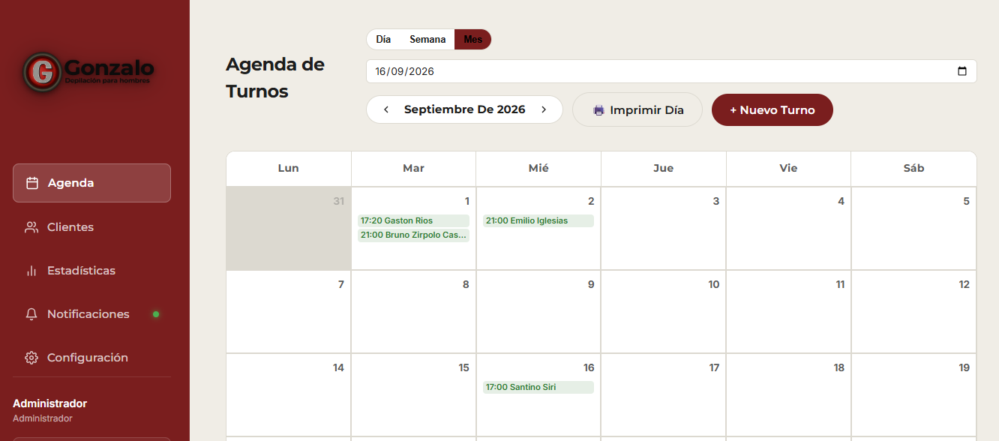 G
Gonzalo
Depilación para hombres
Agenda
Clientes
Estadísticas
Notificaciones
Configuración
Administrador
Administrador
Agenda de
Turnos
Día Semana Mes
16/09/2026
‹ Septiembre De 2026 ›
Imprimir Día
+ Nuevo Turno
Lun Mar Mié Jue Vie Sáb
31 1 2 3 4 5
17:20 Gaston Rios 21:00 Emilio Iglesias
21:00 Bruno Zirpolo Cas...
7 8 9 10 11 12
14 15 16 17 18 19
17:00 Santino Siri